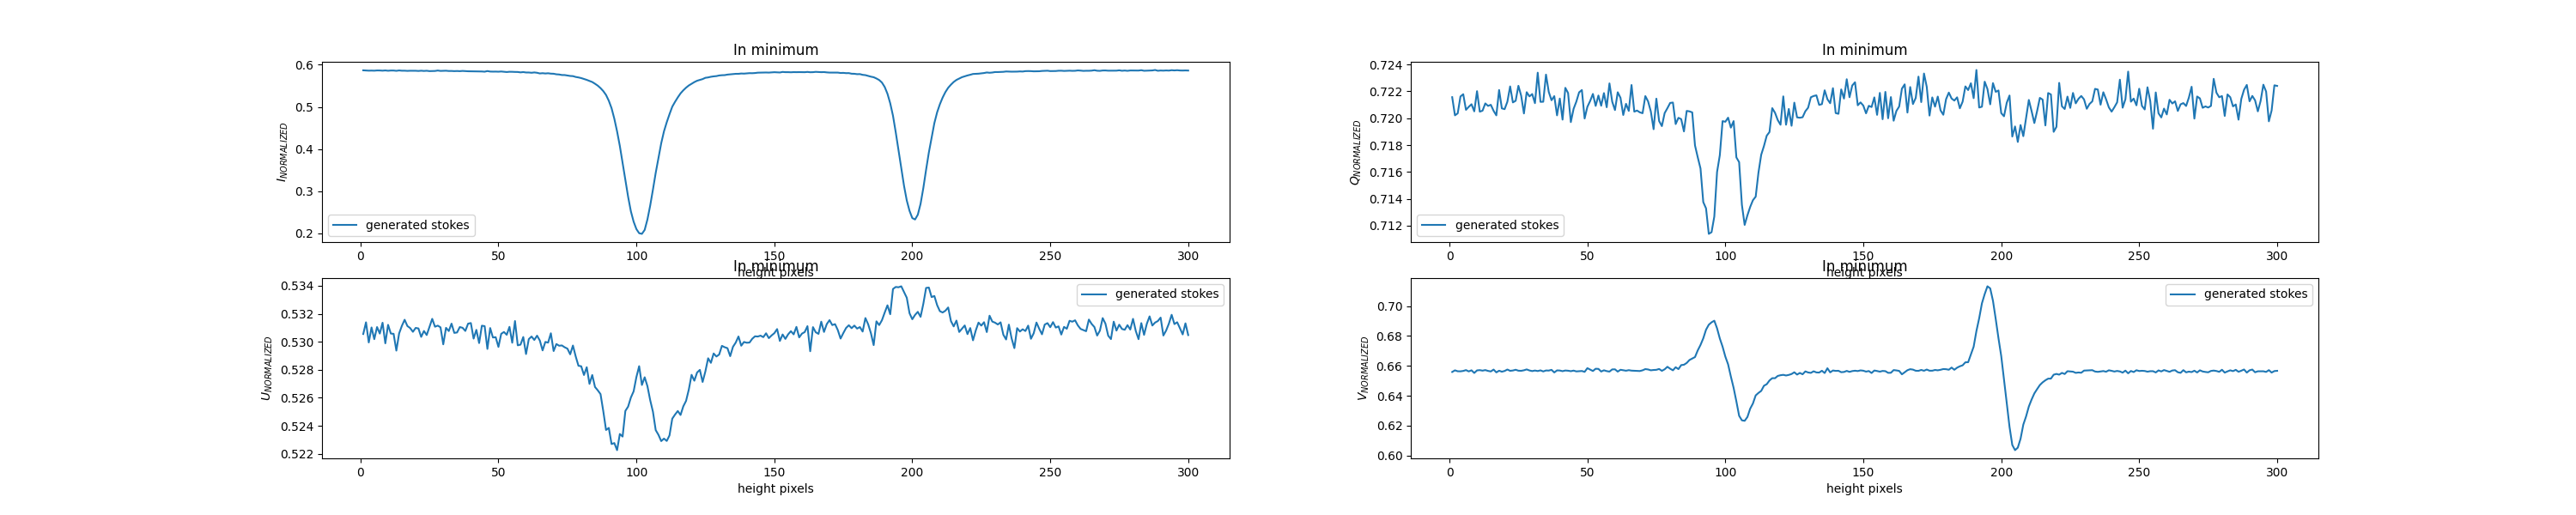 In minimum
0.6
0.5
0.4
0.3
0.2
I_NORMALIZED
generated stokes
0 50 100 150 200 250 300
height pixels
In minimum
0.724
0.722
0.720
0.718
0.716
0.714
0.712
Q_NORMALIZED
generated stokes
0 50 100 150 200 250 300
height pixels
In minimum
0.534
0.532
0.530
0.528
0.526
0.524
0.522
U_NORMALIZED
generated stokes
0 50 100 150 200 250 300
height pixels
In minimum
0.70
0.68
0.66
0.64
0.62
0.60
V_NORMALIZED
generated stokes
0 50 100 150 200 250 300
height pixels